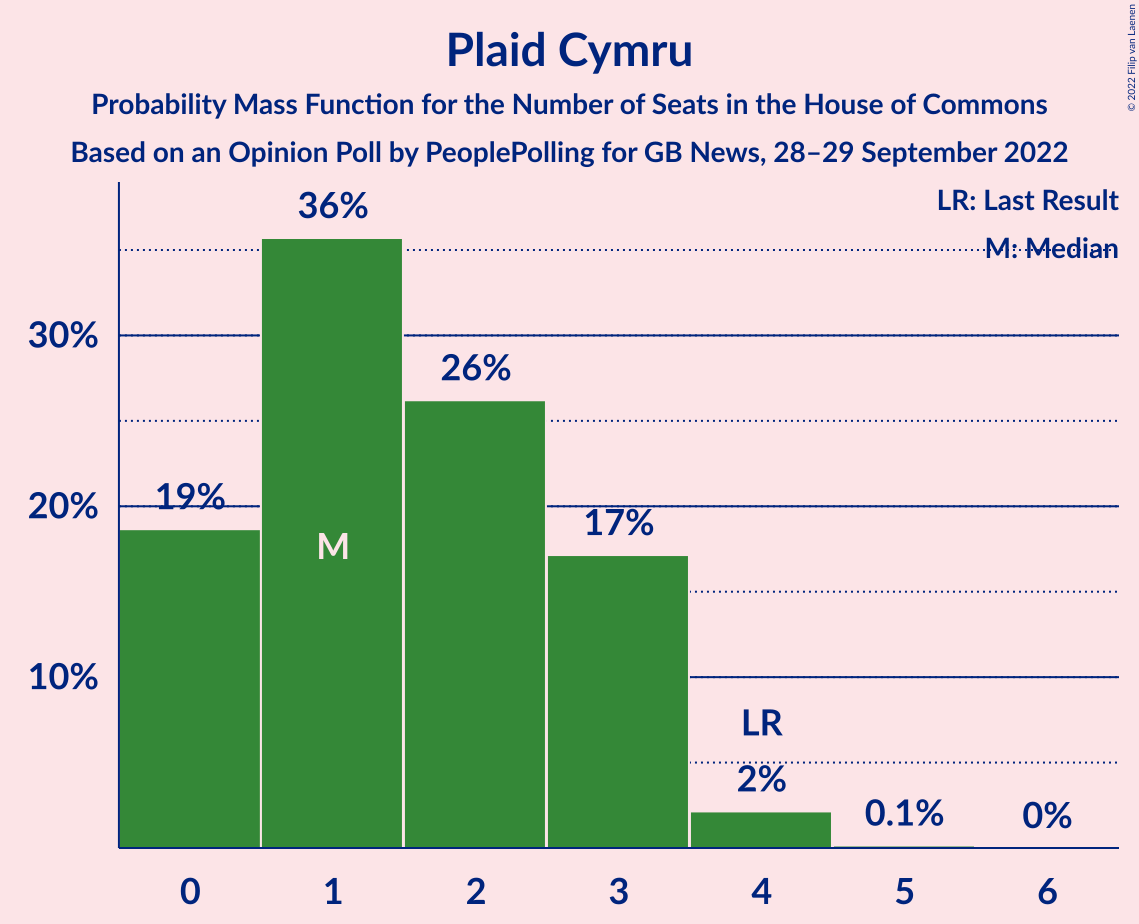 Plaid Cymru
Probability Mass Function for the Number of Seats in the House of Commons
Based on an Opinion Poll by PeoplePolling for GB News, 28–29 September 2022
© 2022 Filip van Laenen
LR: Last Result
M: Median
36%
30%
26%
20%
19%
17%
M
10%
LR
2%
0.1%
0%
0 1 2 3 4 5 6